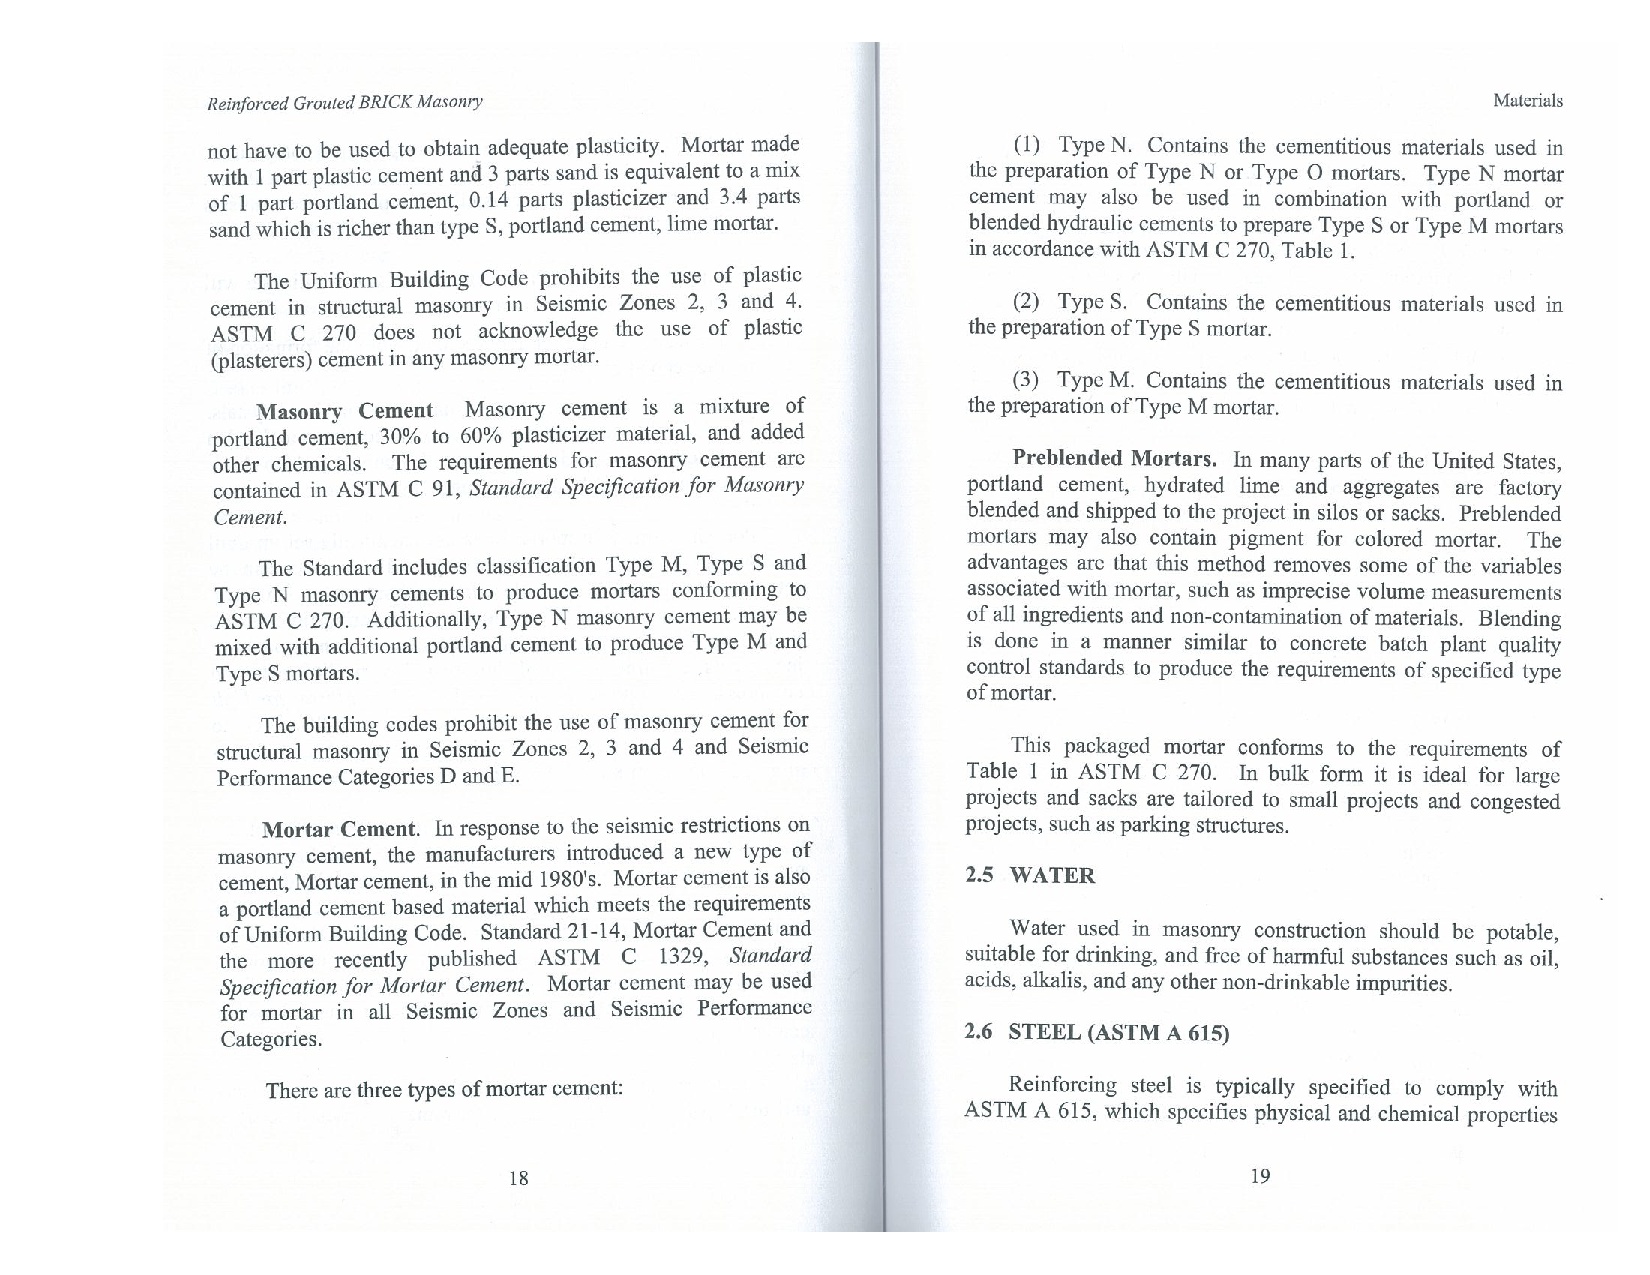 Reinforced Grouted BRICK Masonry
not have to be used to obtain adequate plasticity. Mortar made
with 1 part plastic cement and 3 parts sand is equivalent to a mix
of 1 part portland cement, 0.14 parts plasticizer and 3.4 parts
sand which is richer than type S, portland cement, lime mortar.
The Uniform Building Code prohibits the use of plastic
cement in structural masonry in Seismic Zones 2, 3 and 4.
ASTM C 270 does not acknowledge the use of plastic
(plasterers) cement in any masonry mortar.
Masonry Cement Masonry cement is a mixture of
portland cement, 30% to 60% plasticizer material, and added
other chemicals. The requirements for masonry cement are
contained in ASTM C 91, Standard Specification for Masonry
Cement.
The Standard includes classification Type M, Type S and
Type N masonry cements to produce mortars conforming to
ASTM C 270. Additionally, Type N masonry cement may be
mixed with additional portland cement to produce Type M and
Type S mortars.
The building codes prohibit the use of masonry cement for
structural masonry in Seismic Zones 2, 3 and 4 and Seismic
Performance Categories D and E.
Mortar Cement. In response to the seismic restrictions on
masonry cement, the manufacturers introduced a new type of
cement, Mortar cement, in the mid 1980's. Mortar cement is also
a portland cement based material which meets the requirements
of Uniform Building Code. Standard 21-14, Mortar Cement and
the more recently published ASTM C 1329, Standard
Specification for Mortar Cement. Mortar cement may be used
for mortar in all Seismic Zones and Seismic Performance
Categories.
There are three types of mortar cement:
18
Materials
(1) Type N. Contains the cementitious materials used in
the preparation of Type N or Type O mortars. Type N mortar
cement may also be used in combination with portland or
blended hydraulic cements to prepare Type S or Type M mortars
in accordance with ASTM C 270, Table 1.
(2) Type S. Contains the cementitious materials used in
the preparation of Type S mortar.
(3) Type M. Contains the cementitious materials used in
the preparation of Type M mortar.
Preblended Mortars. In many parts of the United States,
portland cement, hydrated lime and aggregates are factory
blended and shipped to the project in silos or sacks. Preblended
mortars may also contain pigment for colored mortar. The
advantages are that this method removes some of the variables
associated with mortar, such as imprecise volume measurements
of all ingredients and non-contamination of materials. Blending
is done in a manner similar to concrete batch plant quality
control standards to produce the requirements of specified type
of mortar.
This packaged mortar conforms to the requirements of
Table 1 in ASTM C 270. In bulk form it is ideal for large
projects and sacks are tailored to small projects and congested
projects, such as parking structures.
2.5 WATER
Water used in masonry construction should be potable,
suitable for drinking, and free of harmful substances such as oil,
acids, alkalis, and any other non-drinkable impurities.
2.6 STEEL (ASTM A 615)
Reinforcing steel is typically specified to comply with
ASTM A 615, which specifies physical and chemical properties
19